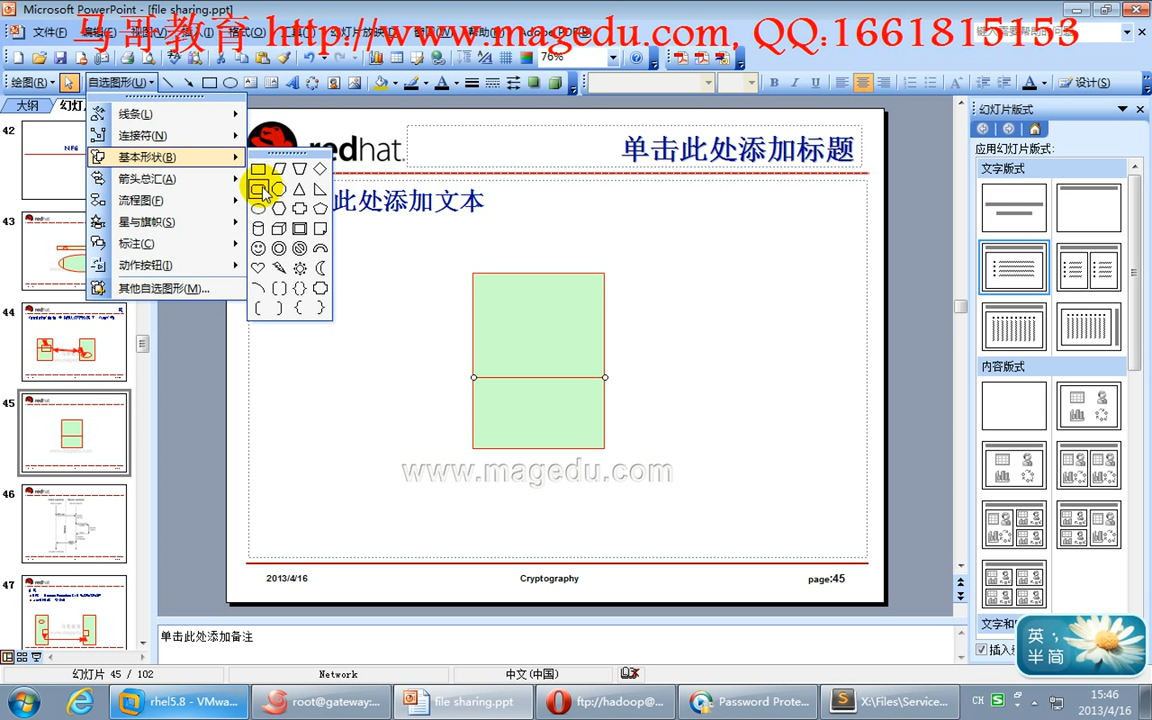 Microsoft PowerPoint - [file sharing.ppt]
马哥教育 http://www.magedu.com, QQ:1661815153
文件(F)
76%
绘图(R)
自选图形(U)
B I U
设计(S)
大纲
幻灯
幻灯片版式
应用幻灯片版式:
文字版式
线条(L)
连接符(N)
基本形状(B)
箭头总汇(A)
流程图(F)
星与旗帜(S)
标注(C)
动作按钮(I)
其他自选图形(M)...
42
NFS
43
44
45
46
47
redhat.
单击此处添加标题
此处添加文本
www.magedu.com
2013/4/16
Cryptography
page:45
内容版式
单击此处添加备注
英
半 简
幻灯片 45 / 102
Network
中文(中国)
rhel5.8 - VMwa...
root@gateway:...
file sharing.ppt
ftp://hadoop@...
Password Prote...
X:\Files\Service...
CH
15:46
2013/4/16